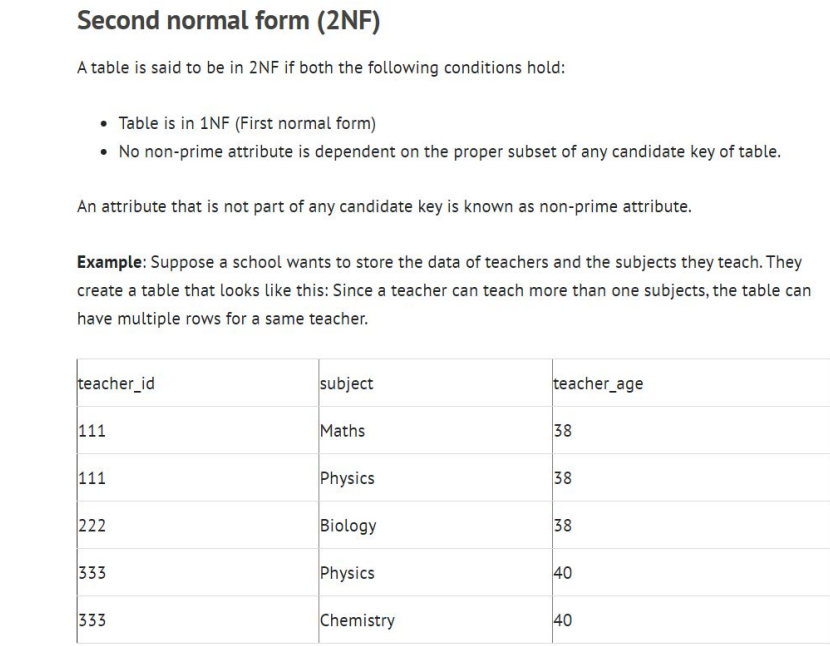 Second normal form (2NF)
A table is said to be in 2NF if both the following conditions hold:
• Table is in 1NF (First normal form)
• No non-prime attribute is dependent on the proper subset of any candidate key of table.
An attribute that is not part of any candidate key is known as non-prime attribute.
Example: Suppose a school wants to store the data of teachers and the subjects they teach. They
create a table that looks like this: Since a teacher can teach more than one subjects, the table can
have multiple rows for a same teacher.
teacher_id subject teacher_age
111 Maths 38
111 Physics 38
222 Biology 38
333 Physics 40
333 Chemistry 40